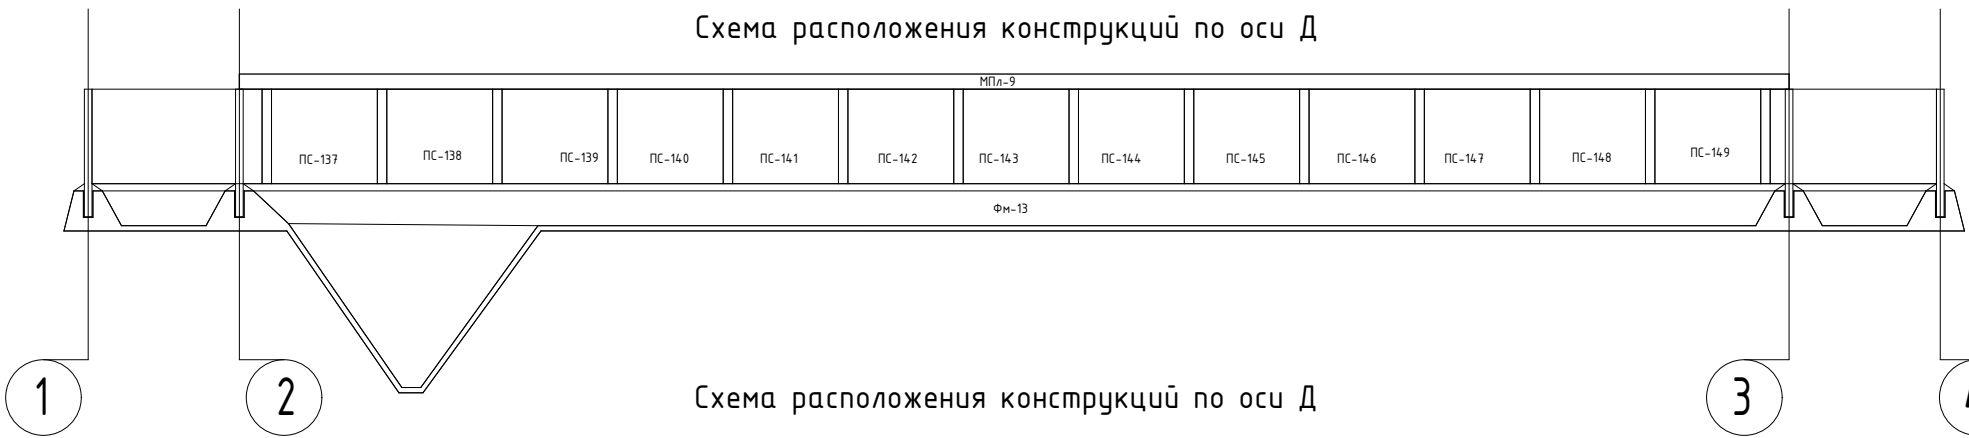 Схема расположения конструкций по оси Д
МПл-9
ПС-137 ПС-138 ПС-139 ПС-140 ПС-141 ПС-142 ПС-143 ПС-144 ПС-145 ПС-146 ПС-147 ПС-148 ПС-149
Фм-13
1 2 3
Схема расположения конструкций по оси Д